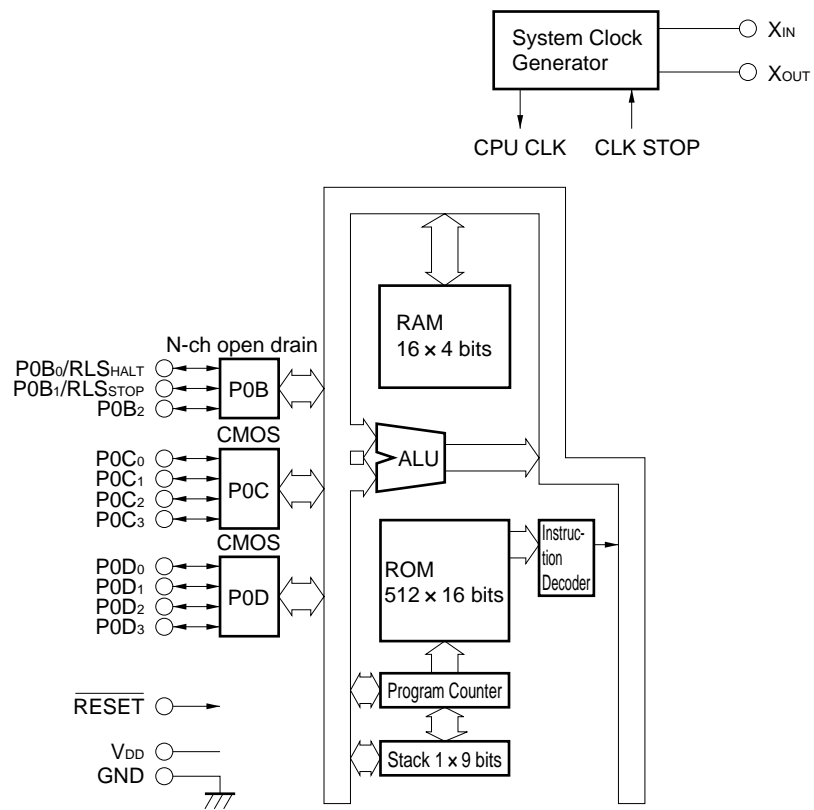 System Clock
Generator
XIN
XOUT
CPU CLK
CLK STOP
RAM
16 × 4 bits
N-ch open drain
P0B0/RLSHALT
P0B1/RLSSTOP
P0B2
P0B
CMOS
P0C0
P0C1
P0C2
P0C3
P0C
ALU
CMOS
P0D0
P0D1
P0D2
P0D3
P0D
ROM
512 × 16 bits
Instruc-
tion
Decoder
Program Counter
RESET
Stack 1 × 9 bits
VDD
GND